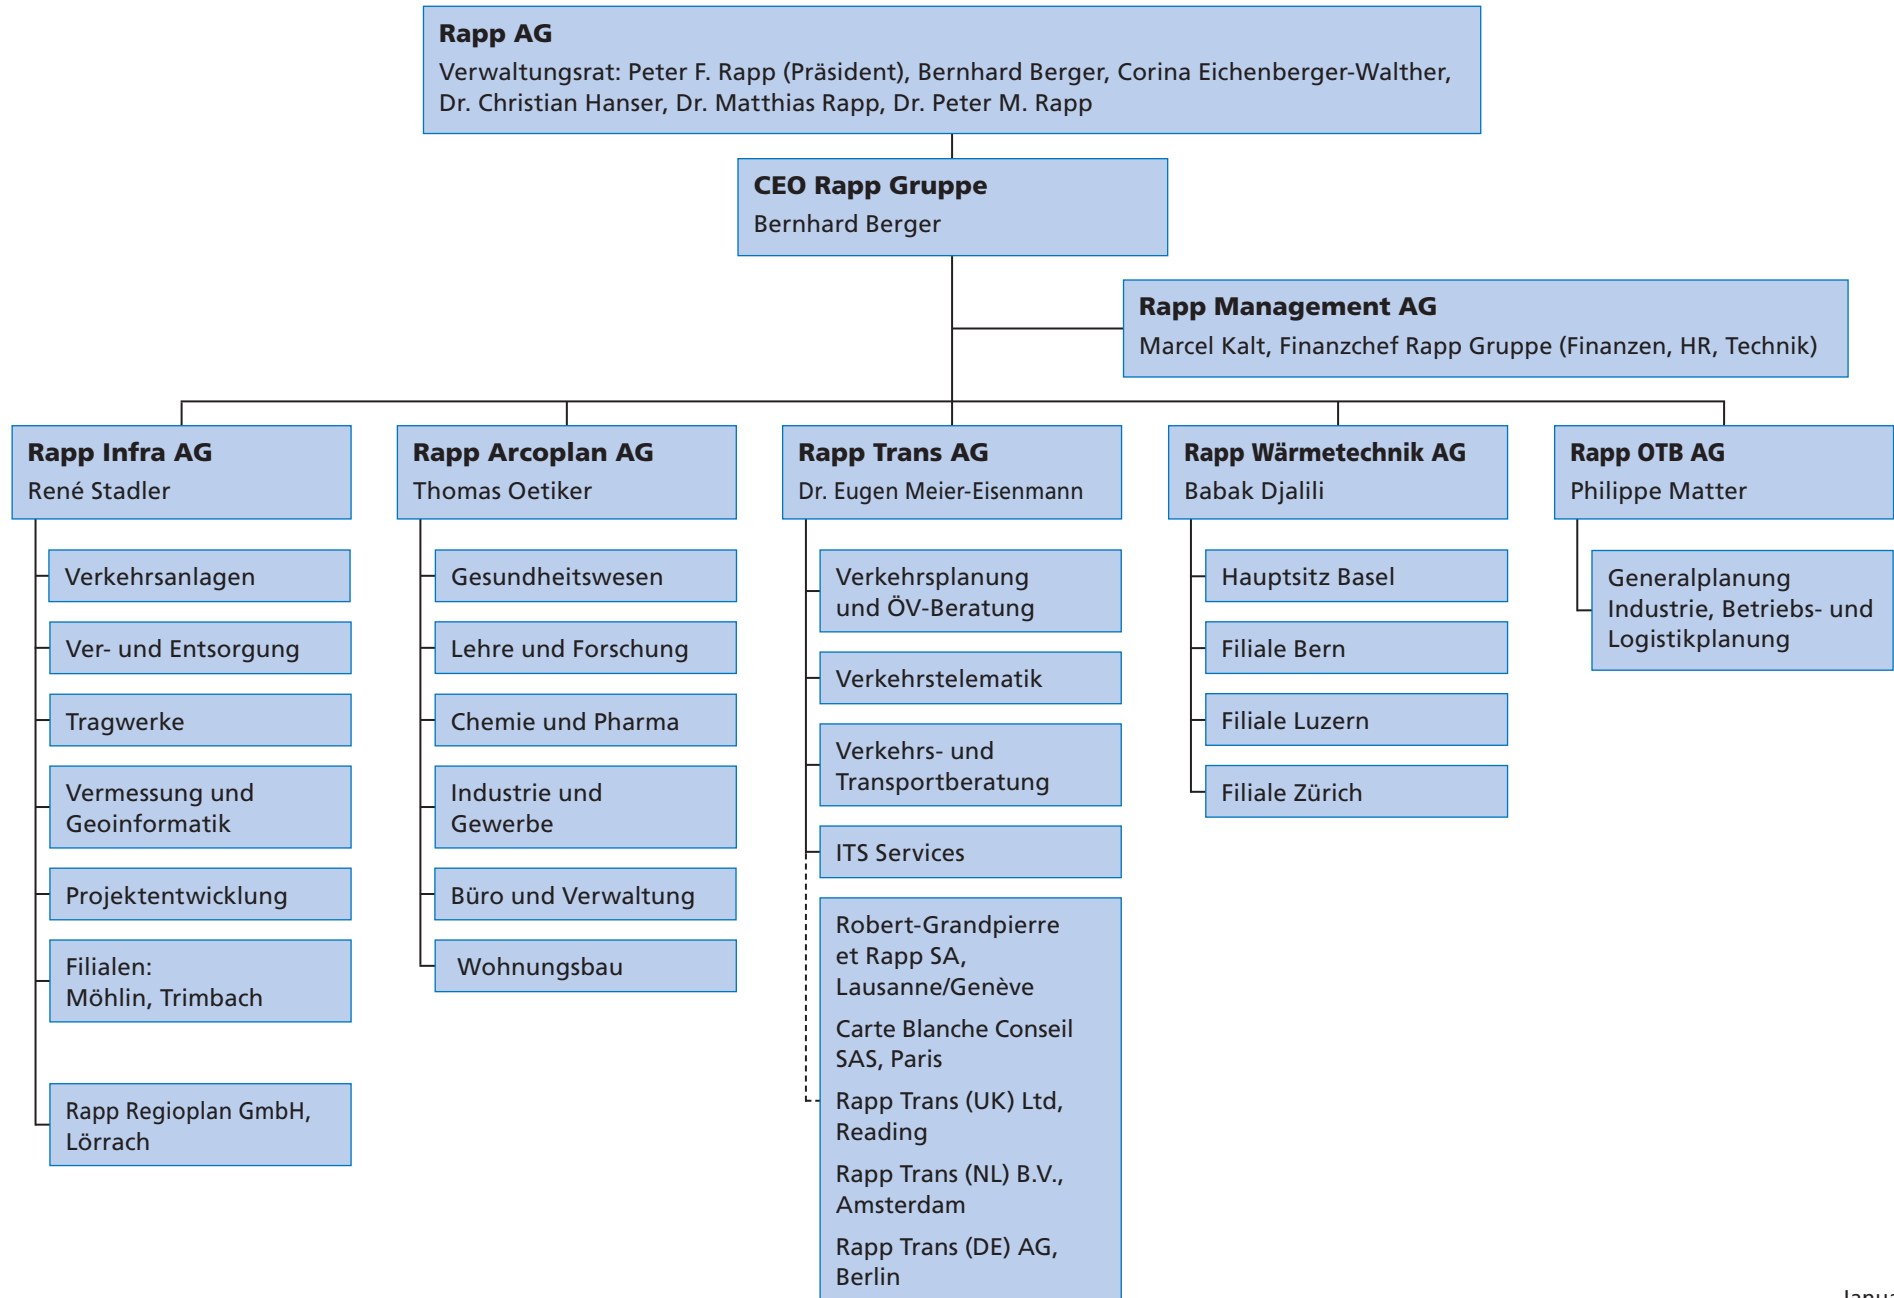 Rapp AG
Verwaltungsrat: Peter F. Rapp (Präsident), Bernhard Berger, Corina Eichenberger-Walther,
Dr. Christian Hanser, Dr. Matthias Rapp, Dr. Peter M. Rapp
CEO Rapp Gruppe
Bernhard Berger
Rapp Management AG
Marcel Kalt, Finanzchef Rapp Gruppe (Finanzen, HR, Technik)
Rapp Infra AG
René Stadler
Verkehrsanlagen
Ver- und Entsorgung
Tragwerke
Vermessung und
Geoinformatik
Projektentwicklung
Filialen:
Möhlin, Trimbach
Rapp Regioplan GmbH,
Lörrach
Rapp Arcoplan AG
Thomas Oetiker
Gesundheitswesen
Lehre und Forschung
Chemie und Pharma
Industrie und
Gewerbe
Büro und Verwaltung
Wohnungsbau
Rapp Trans AG
Dr. Eugen Meier-Eisenmann
Verkehrsplanung
und ÖV-Beratung
Verkehrstelematik
Verkehrs- und
Transportberatung
ITS Services
Robert-Grandpierre
et Rapp SA,
Lausanne/Genève
Carte Blanche Conseil
SAS, Paris
Rapp Trans (UK) Ltd,
Reading
Rapp Trans (NL) B.V.,
Amsterdam
Rapp Trans (DE) AG,
Berlin
Rapp Wärmetechnik AG
Babak Djalili
Hauptsitz Basel
Filiale Bern
Filiale Luzern
Filiale Zürich
Rapp OTB AG
Philippe Matter
Generalplanung
Industrie, Betriebs- und
Logistikplanung